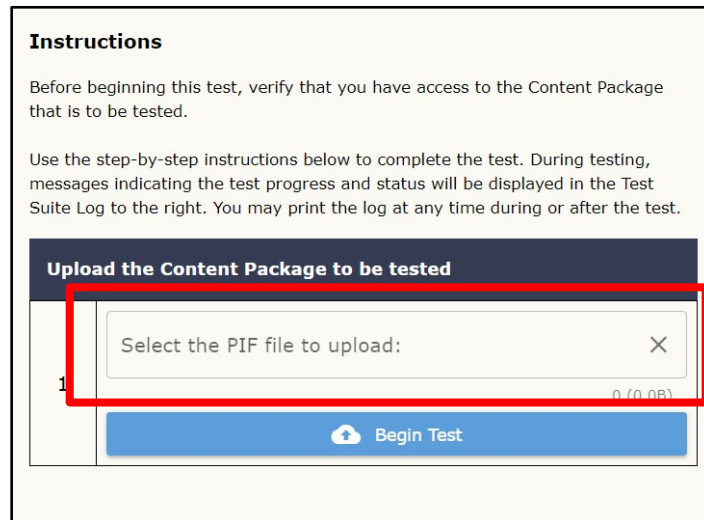 Instructions
Before beginning this test, verify that you have access to the Content Package
that is to be tested.
Use the step-by-step instructions below to complete the test. During testing,
messages indicating the test progress and status will be displayed in the Test
Suite Log to the right. You may print the log at any time during or after the test.
Upload the Content Package to be tested
Select the PIF file to upload:
1
0 (0.0B)
Begin Test